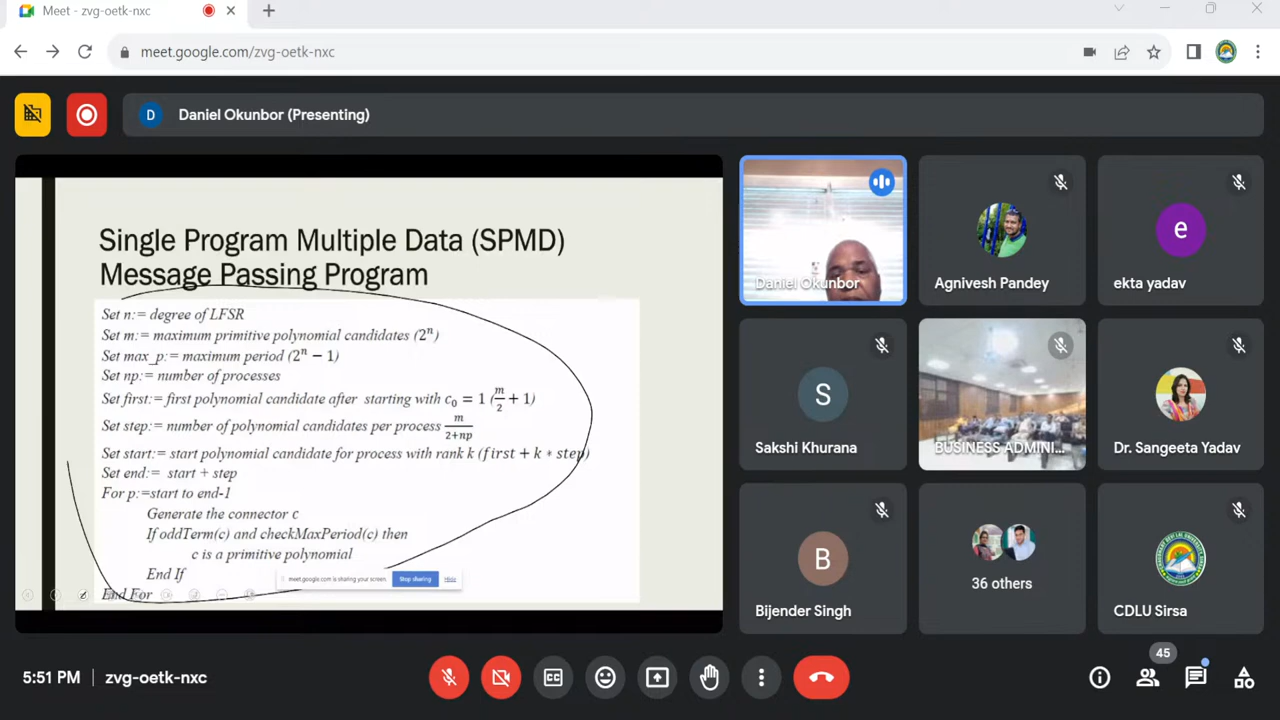 Meet - zvg-oetk-nxc
meet.google.com/zvg-oetk-nxc
D
Daniel Okunbor (Presenting)
Single Program Multiple Data (SPMD)
Message Passing Program
Set n:= degree of LFSR
Set m:= maximum primitive polynomial candidates (2^n)
Set max_p:= maximum period (2^n − 1)
Set np:= number of processes
Set first:= first polynomial candidate after starting with c₀ = 1 (m/2 + 1)
Set step:= number of polynomial candidates per process m/2+np
Set start:= start polynomial candidate for process with rank k (first + k * step)
Set end:= start + step
For p:=start to end-1
Generate the connector c
If oddTerm(c) and checkMaxPeriod(c) then
c is a primitive polynomial
End If
meet.google.com is sharing your screen.
Stop sharing
Hide
End For
Daniel Okunbor
Agnivesh Pandey
e
ekta yadav
S
Sakshi Khurana
BUSINESS ADMINI...
Dr. Sangeeta Yadav
B
Bijender Singh
36 others
CDLU Sirsa
5:51 PM
zvg-oetk-nxc
45